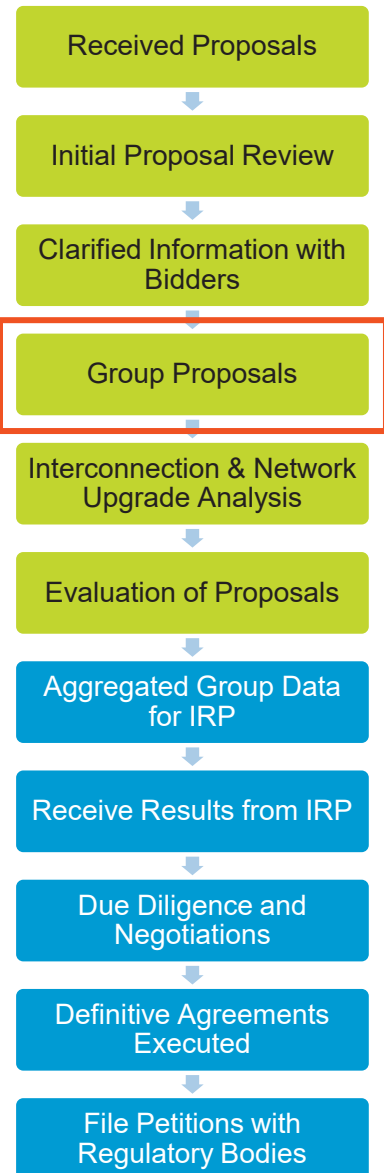 Received Proposals
Initial Proposal Review
Clarified Information with
Bidders
Group Proposals
Interconnection & Network
Upgrade Analysis
Evaluation of Proposals
Aggregated Group Data
for IRP
Receive Results from IRP
Due Diligence and
Negotiations
Definitive Agreements
Executed
File Petitions with
Regulatory Bodies